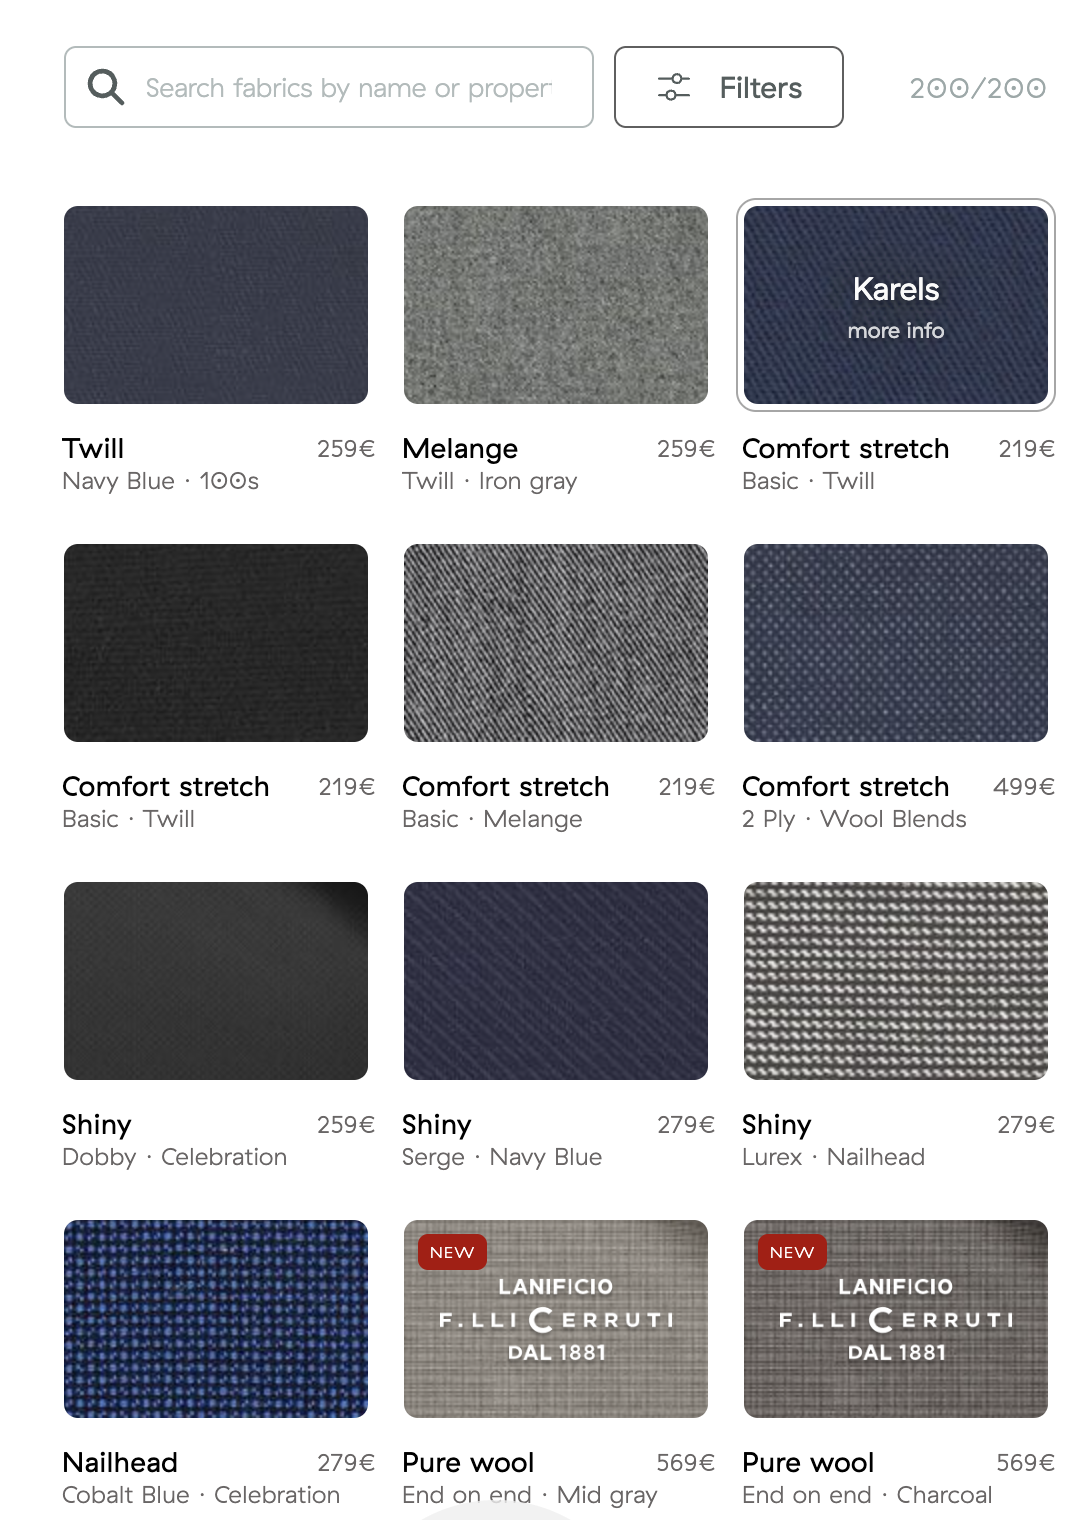 Search fabrics by name or proper
Filters
200/200
Karels
more info
Twill 259€
Navy Blue · 100s
Melange 259€
Twill · Iron gray
Comfort stretch 219€
Basic · Twill
Comfort stretch 219€
Basic · Twill
Comfort stretch 219€
Basic · Melange
Comfort stretch 499€
2 Ply · Wool Blends
Shiny 259€
Dobby · Celebration
Shiny 279€
Serge · Navy Blue
Shiny 279€
Lurex · Nailhead
NEW
LANIFICIO
F.LLI CERRUTI
DAL 1881
NEW
LANIFICIO
F.LLI CERRUTI
DAL 1881
Nailhead 279€
Cobalt Blue · Celebration
Pure wool 569€
End on end · Mid gray
Pure wool 569€
End on end · Charcoal